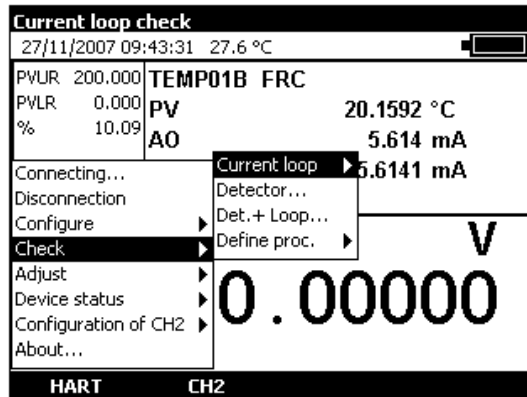 Current loop check
27/11/2007 09:43:31 27.6 °C
PVUR 200.000
PVLR 0.000
% 10.09
TEMP01B FRC
PV 20.1592 °C
AO 5.614 mA
5.6141 mA
Connecting...
Disconnection
Configure
Check
Adjust
Device status
Configuration of CH2
About...
Current loop
Detector...
Det.+ Loop...
Define proc.
V
0.00000
HART CH2